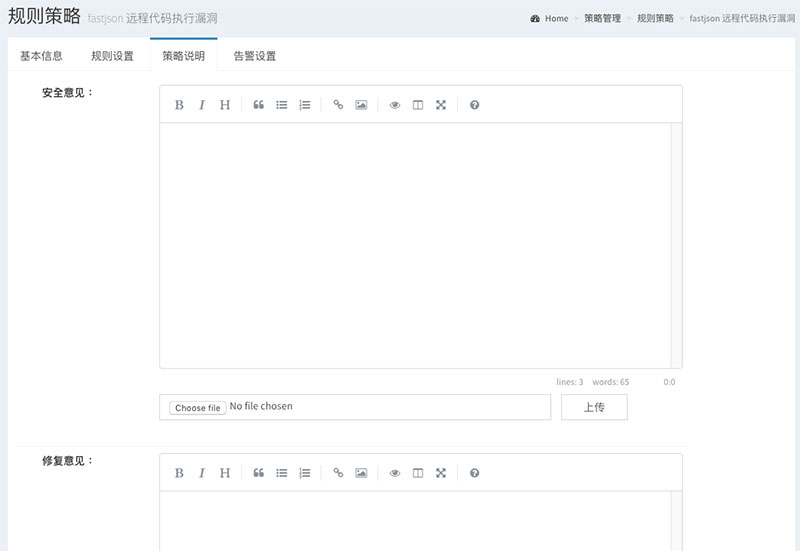 规则策略 fastjson 远程代码执行漏洞
Home > 策略管理 > 规则策略 > fastjson 远程代码执行漏洞
基本信息 规则设置 策略说明 告警设置
安全意见：
B I H
lines: 3 words: 65 0:0
Choose file No file chosen 上传
修复意见：
B I H